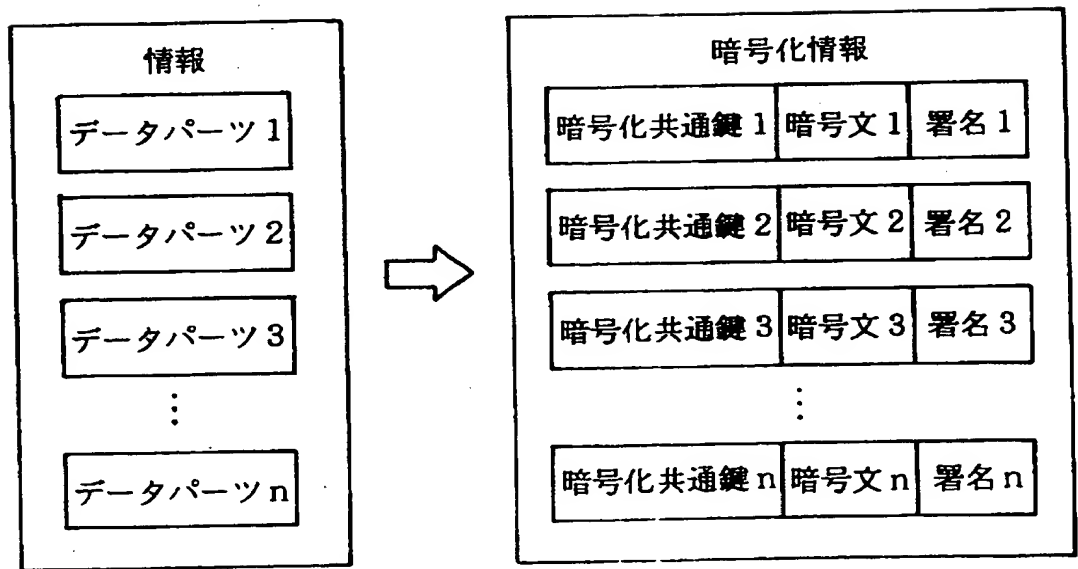 情報
データパーツ1
データパーツ2
データパーツ3
⋮
データパーツn
暗号化情報
暗号化共通鍵1 暗号文1 署名1
暗号化共通鍵2 暗号文2 署名2
暗号化共通鍵3 暗号文3 署名3
⋮
暗号化共通鍵n 暗号文n 署名n